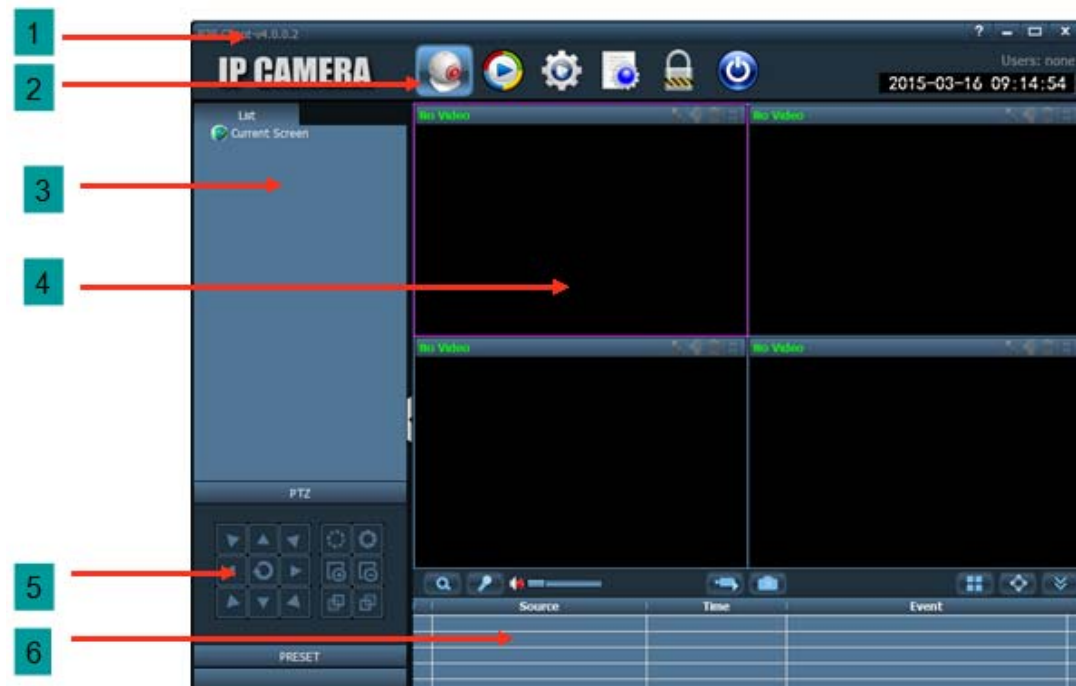 1
Client-v4.0.0.2
?
2
IP CAMERA
Users: none
2015-03-16 09:14:54
List
No Video
No Video
Current Screen
3
4
No Video
No Video
PTZ
5
Source Time Event
6
PRESET